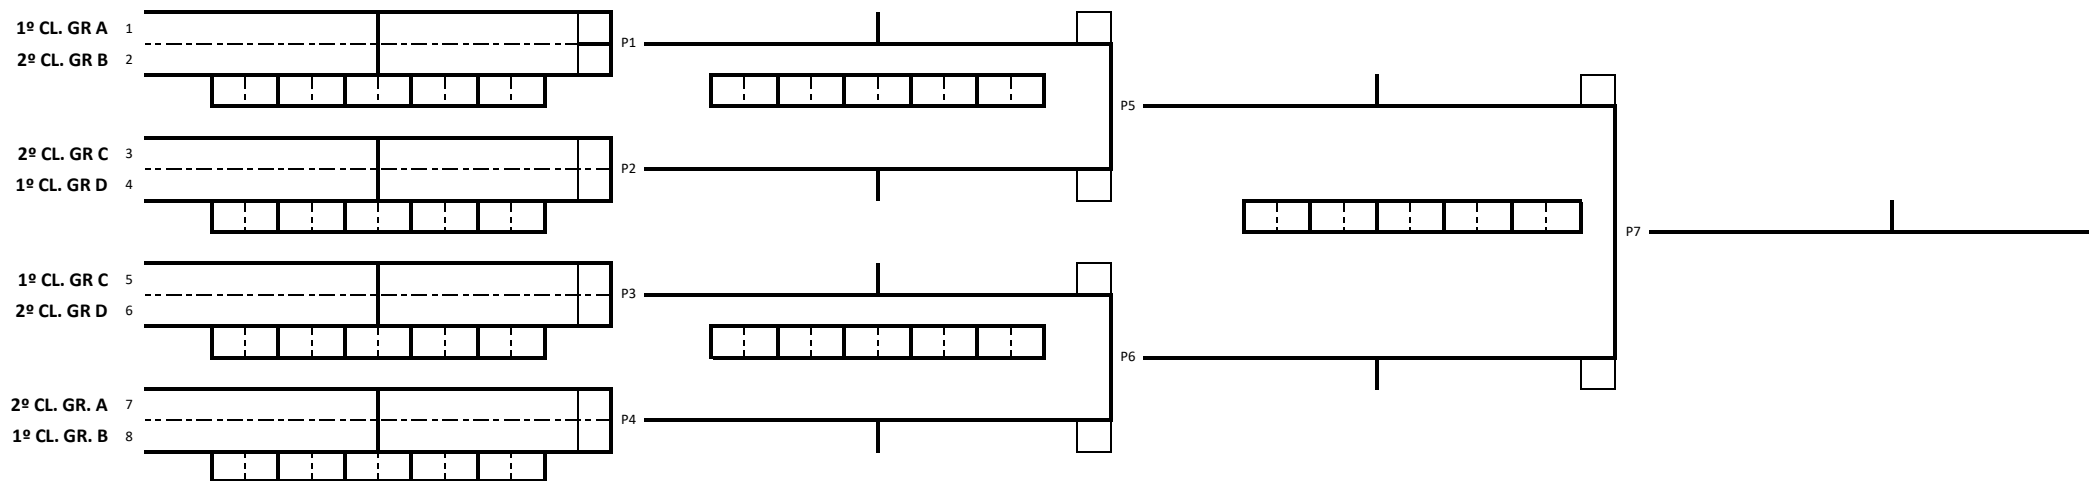 1º CL. GR A 1
2º CL. GR B 2
P1
2º CL. GR C 3
1º CL. GR D 4
P2
P5
1º CL. GR C 5
2º CL. GR D 6
P3
2º CL. GR. A 7
1º CL. GR. B 8
P4
P6
P7